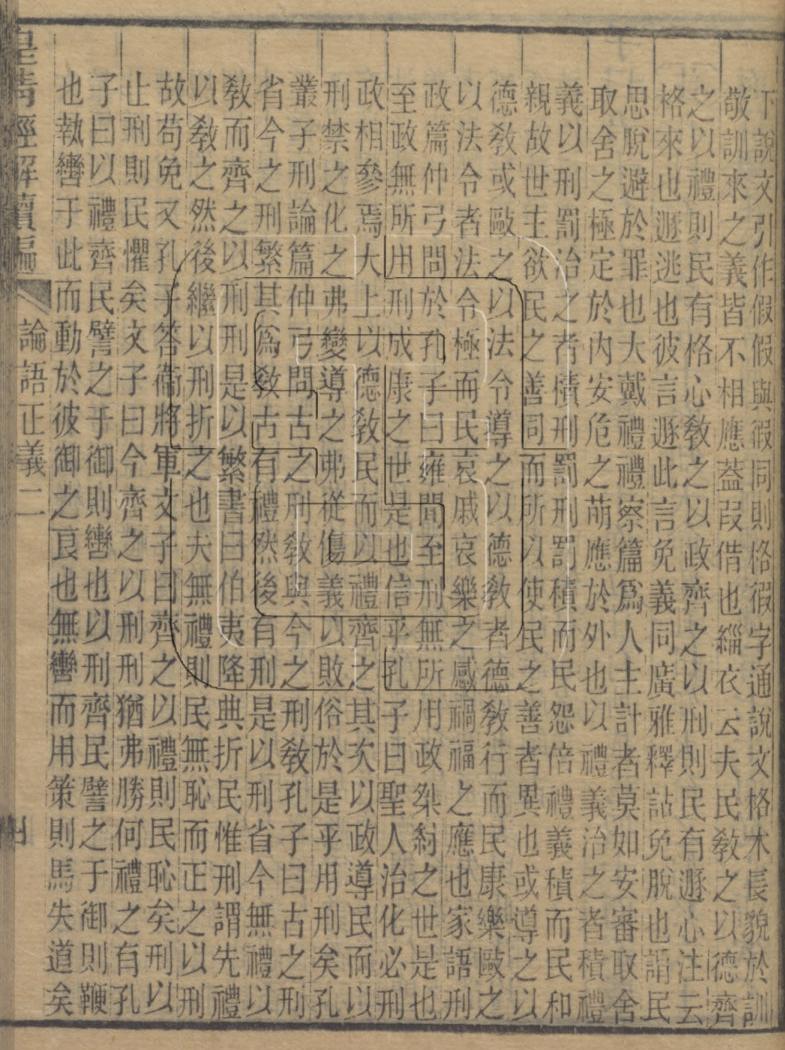 下說文引作假假與徦同則格徦字通說文格木長貌於訓
敬訓來之義皆不相應蓋叚借也緇衣云夫民敎之以德齊
之以禮則民有格心敎之以政齊之以刑則民有遯心注云
格來也遯逃也彼言遯此言免義同廣雅釋詁免脫也謂民
思脫避於罪也大戴禮禮察篇爲人主計者莫如安審取舍
取舍之極定於內安危之萌應於外也以禮義治之者積禮
義以刑罰治之者積刑罰刑罰積而民怨倍禮義積而民和
親故世主欲民之善同而所以使民之善者異也或導之以
德敎或歐之以法令導之以德敎者德敎行而民康樂歐之
以法令者法令極而民哀戚哀樂之感禍福之應也家語刑
政篇仲弓問於孔子曰雍聞至刑無所用政桀紂之世是也
至政無所用刑成康之世是也信乎孔子曰聖人治化必刑
政相參焉大上以德敎民而以禮齊之其次以政導民而以
刑禁之化之弗變導之弗從傷義以敗俗於是乎用刑矣孔
叢子刑論篇仲弓問古之刑敎與今之刑敎孔子曰古之刑
省今之刑繁其爲敎古有禮然後有刑是以刑省今無禮以
敎而齊之以刑刑是以繁書曰伯夷降典折民惟刑謂先禮
以敎之然後繼以刑折之也夫無禮則民無恥而正之以刑
故苟免又孔子答衞將軍文子曰齊之以禮則民恥矣刑以
止刑則民懼矣文子曰今齊之以刑刑猶弗勝何禮之有孔
子曰以禮齊民譬之于御則轡也以刑齊民譬之于御則鞭
也執轡于此而動於彼御之良也無轡而用策則馬失道矣
皇淸經解續編
論語正義二